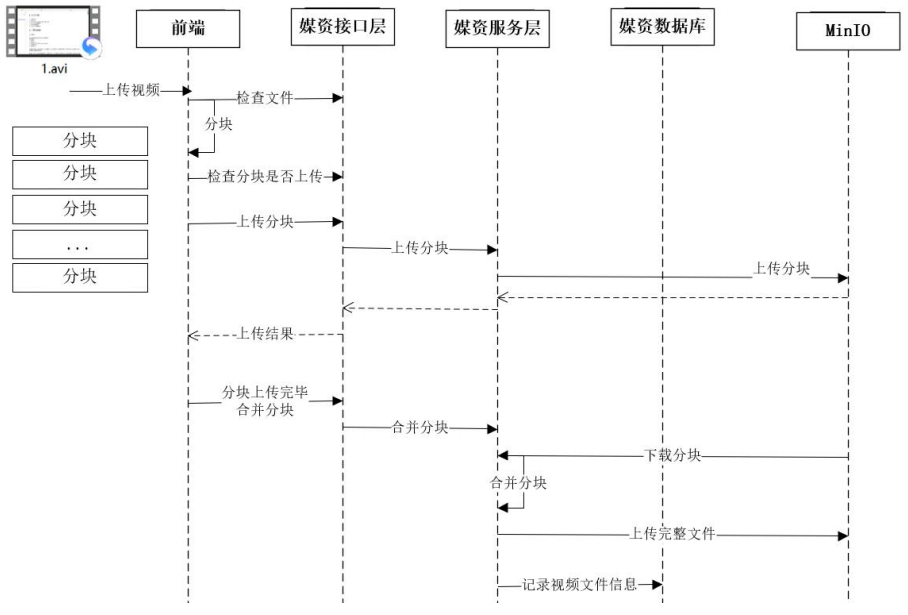 前端
媒资接口层
媒资服务层
媒资数据库
MinIO
1.avi
上传视频
检查文件
分块
分块
分块
检查分块是否上传
分块
上传分块
...
上传分块
分块
上传分块
上传结果
分块上传完毕
合并分块
合并分块
下载分块
合并分块
上传完整文件
记录视频文件信息